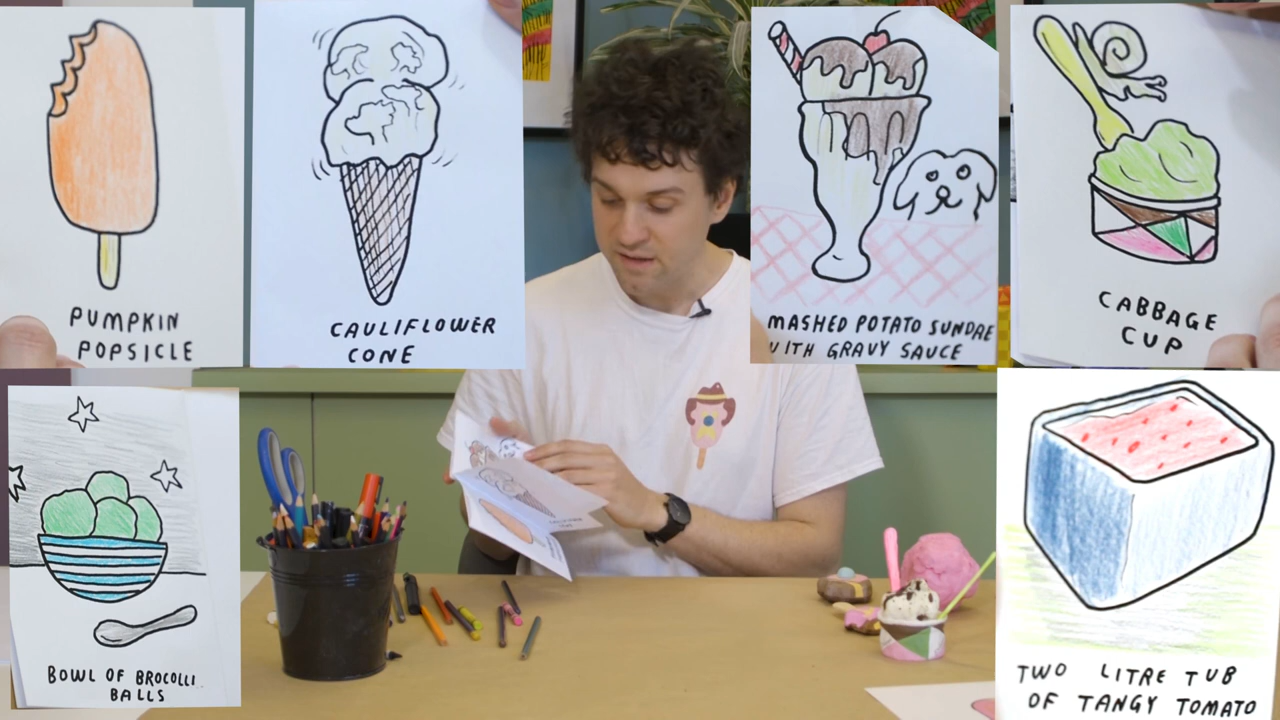 PUMPKIN
POPSICLE
CAULIFLOWER
CONE
MASHED POTATO SUNDAE
WITH GRAVY SAUCE
CABBAGE
CUP
BOWL OF BROCOLLI
BALLS
TWO LITRE TUB
OF TANGY TOMATO